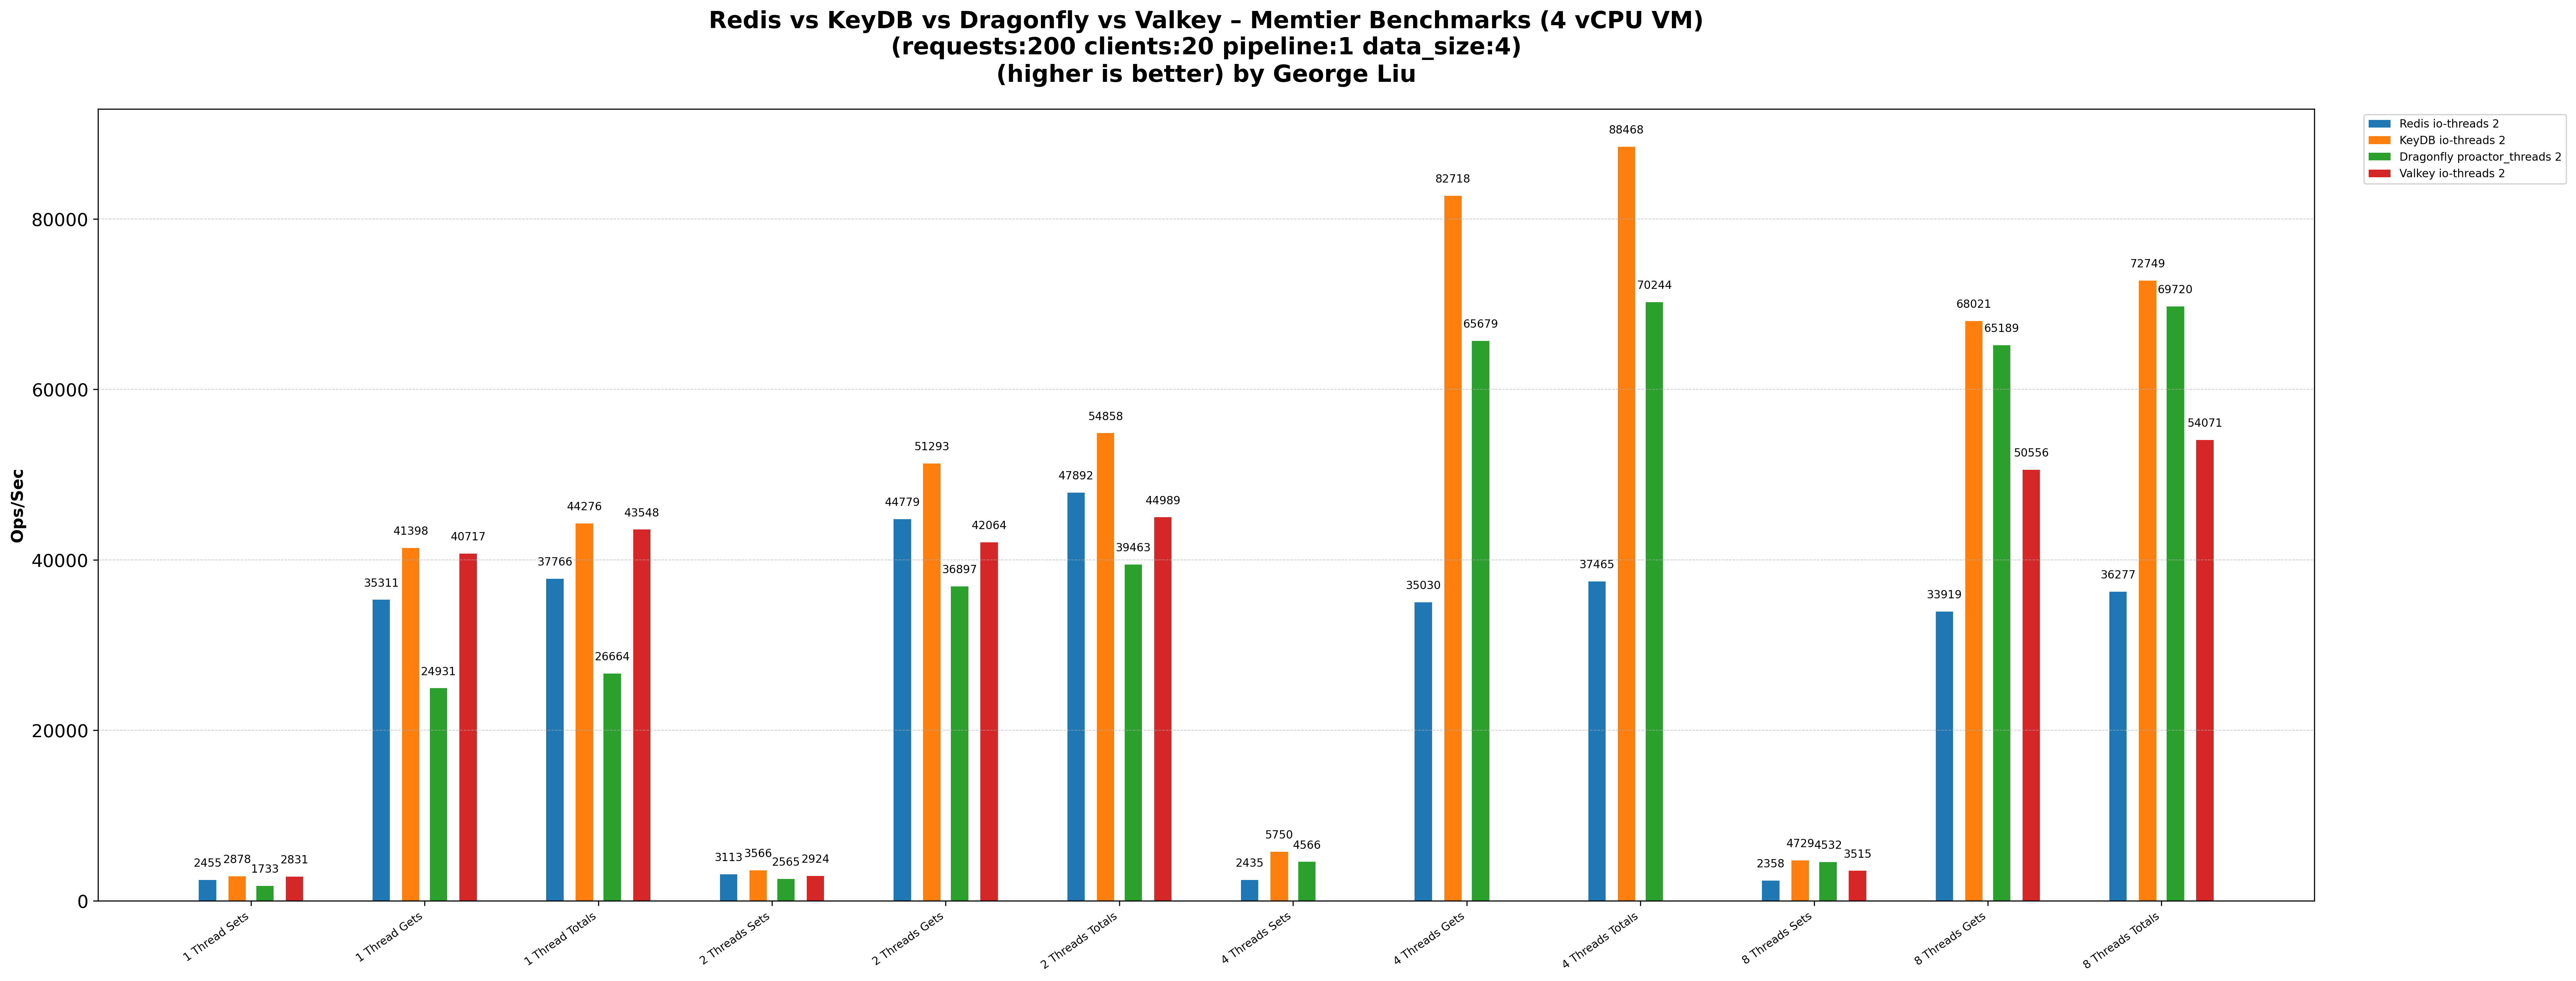 Redis vs KeyDB vs Dragonfly vs Valkey – Memtier Benchmarks (4 vCPU VM)
(requests:200 clients:20 pipeline:1 data_size:4)
(higher is better) by George Liu
Redis io-threads 2
KeyDB io-threads 2
Dragonfly proactor_threads 2
Valkey io-threads 2
Ops/Sec
80000
60000
40000
20000
0
2455
2878
1733
2831
35311
41398
24931
40717
37766
44276
26664
43548
3113
3566
2565
2924
44779
51293
36897
42064
47892
54858
39463
44989
2435
5750
4566
35030
82718
65679
37465
88468
70244
2358
4729
4532
3515
33919
68021
65189
50556
36277
72749
69720
54071
1 Thread Sets
1 Thread Gets
1 Thread Totals
2 Threads Sets
2 Threads Gets
2 Threads Totals
4 Threads Sets
4 Threads Gets
4 Threads Totals
8 Threads Sets
8 Threads Gets
8 Threads Totals